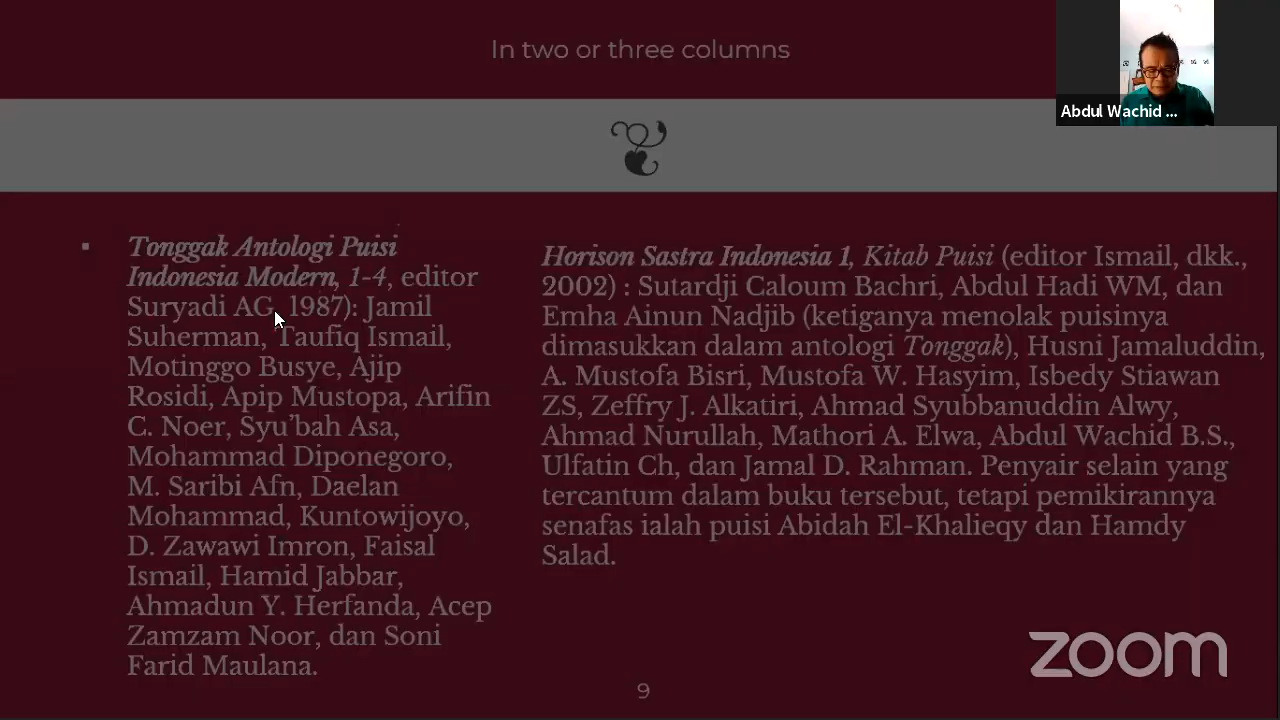 In two or three columns
Abdul Wachid ...
▪ Tonggak Antologi Puisi
Indonesia Modern, 1-4, editor
Suryadi AG, 1987): Jamil
Suherman, Taufiq Ismail,
Motinggo Busye, Ajip
Rosidi, Apip Mustopa, Arifin
C. Noer, Syu’bah Asa,
Mohammad Diponegoro,
M. Saribi Afn, Daelan
Mohammad, Kuntowijoyo,
D. Zawawi Imron, Faisal
Ismail, Hamid Jabbar,
Ahmadun Y. Herfanda, Acep
Zamzam Noor, dan Soni
Farid Maulana.
Horison Sastra Indonesia 1, Kitab Puisi (editor Ismail, dkk.,
2002) : Sutardji Caloum Bachri, Abdul Hadi WM, dan
Emha Ainun Nadjib (ketiganya menolak puisinya
dimasukkan dalam antologi Tonggak), Husni Jamaluddin,
A. Mustofa Bisri, Mustofa W. Hasyim, Isbedy Stiawan
ZS, Zeffry J. Alkatiri, Ahmad Syubbanuddin Alwy,
Ahmad Nurullah, Mathori A. Elwa, Abdul Wachid B.S.,
Ulfatin Ch, dan Jamal D. Rahman. Penyair selain yang
tercantum dalam buku tersebut, tetapi pemikirannya
senafas ialah puisi Abidah El-Khalieqy dan Hamdy
Salad.
zoom
9